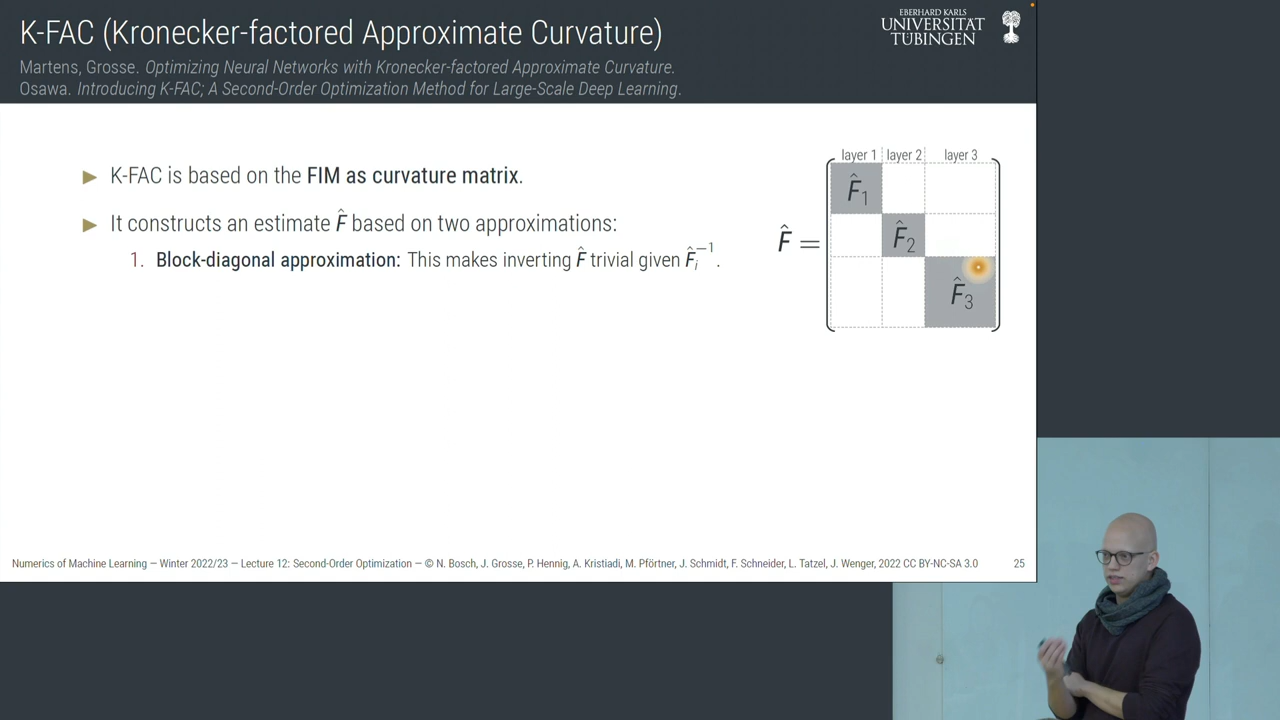 K-FAC (Kronecker-factored Approximate Curvature)
EBERHARD KARLS
UNIVERSITÄT
TÜBINGEN
Martens, Grosse. Optimizing Neural Networks with Kronecker-factored Approximate Curvature.
Osawa. Introducing K-FAC; A Second-Order Optimization Method for Large-Scale Deep Learning.
► K-FAC is based on the FIM as curvature matrix.
► It constructs an estimate F̂ based on two approximations:
1. Block-diagonal approximation: This makes inverting F̂ trivial given F̂ᵢ⁻¹.
layer 1 layer 2 layer 3
F̂₁
F̂₂
F̂ =
F̂₃
Numerics of Machine Learning — Winter 2022/23 — Lecture 12: Second-Order Optimization — © N. Bosch, J. Grosse, P. Hennig, A. Kristiadi, M. Pförtner, J. Schmidt, F. Schneider, L. Tatzel, J. Wenger, 2022 CC BY-NC-SA 3.0 25